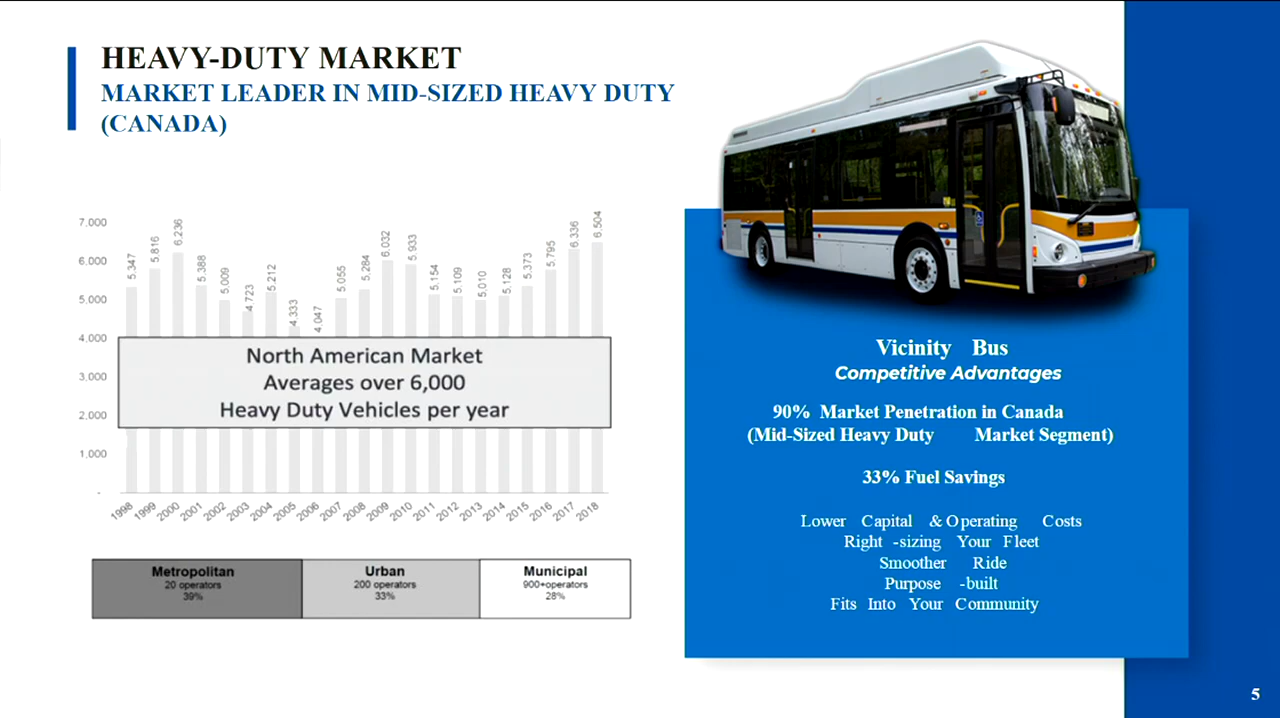 HEAVY-DUTY MARKET
MARKET LEADER IN MID-SIZED HEAVY DUTY
(CANADA)
7,000
6,000
5,000
4,000
3,000
2,000
1,000
-
5,347
5,816
6,236
5,388
5,009
4,723
5,212
4,333
4,047
5,055
5,284
6,032
5,933
5,154
5,109
5,010
5,128
5,373
5,795
6,336
6,504
North American Market
Averages over 6,000
Heavy Duty Vehicles per year
1998
1999
2000
2001
2002
2003
2004
2005
2006
2007
2008
2009
2010
2011
2012
2013
2014
2015
2016
2017
2018
Metropolitan
20 operators
39%
Urban
200 operators
33%
Municipal
900+operators
28%
Vicinity Bus
Competitive Advantages
90% Market Penetration in Canada
(Mid-Sized Heavy Duty Market Segment)
33% Fuel Savings
Lower Capital & Operating Costs
Right -sizing Your Fleet
Smoother Ride
Purpose -built
Fits Into Your Community
5